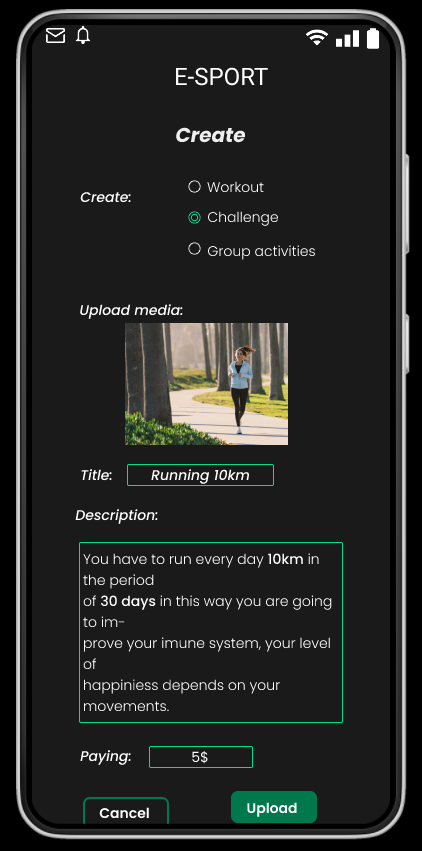 E-SPORT
Create
Create:
Workout
Challenge
Group activities
Upload media:
Title: Running 10km
Description:
You have to run every day 10km in
the period
of 30 days in this way you are going
to im-
prove your imune system, your level
of
happiniess depends on your
movements.
Paying: 5$
Cancel Upload